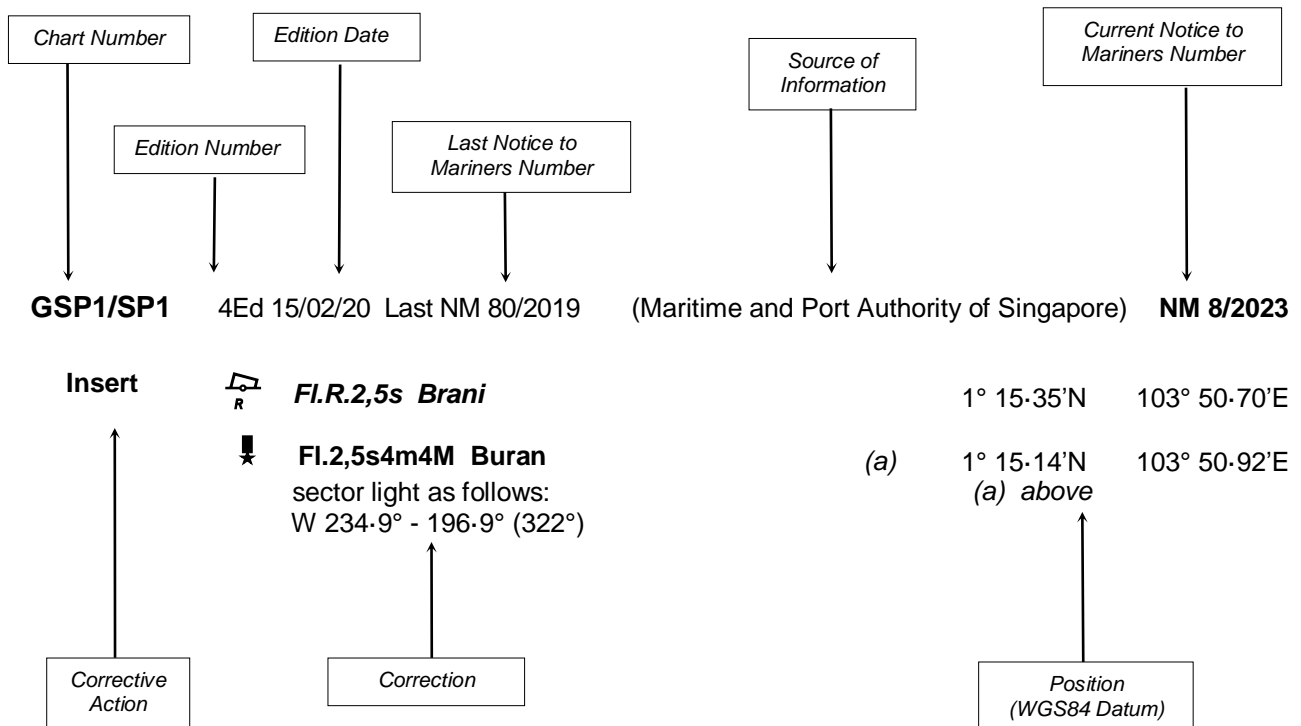 Chart Number
Edition Date
Source of
Information
Current Notice to
Mariners Number
Edition Number
Last Notice to
Mariners Number
GSP1/SP1 4Ed 15/02/20 Last NM 80/2019 (Maritime and Port Authority of Singapore) NM 8/2023
Insert R Fl.R.2,5s Brani 1° 15·35'N 103° 50·70'E
Fl.2,5s4m4M Buran (a) 1° 15·14'N 103° 50·92'E
sector light as follows: (a) above
W 234·9° - 196·9° (322°)
Corrective
Action
Correction
Position
(WGS84 Datum)